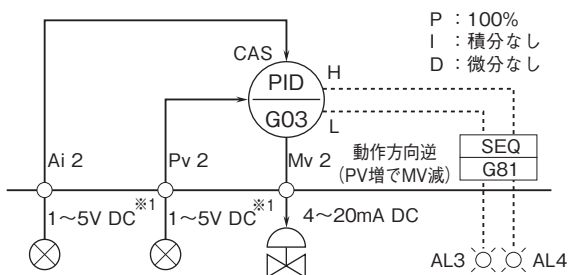 P:100%
I:積分なし
D:微分なし
CAS
PID
G03
H
L
Ai 2
Pv 2
Mv 2
動作方向逆
(PV増でMV減)
SEQ
G81
1~5V DC※1
1~5V DC※1
4~20mA DC
AL3
AL4